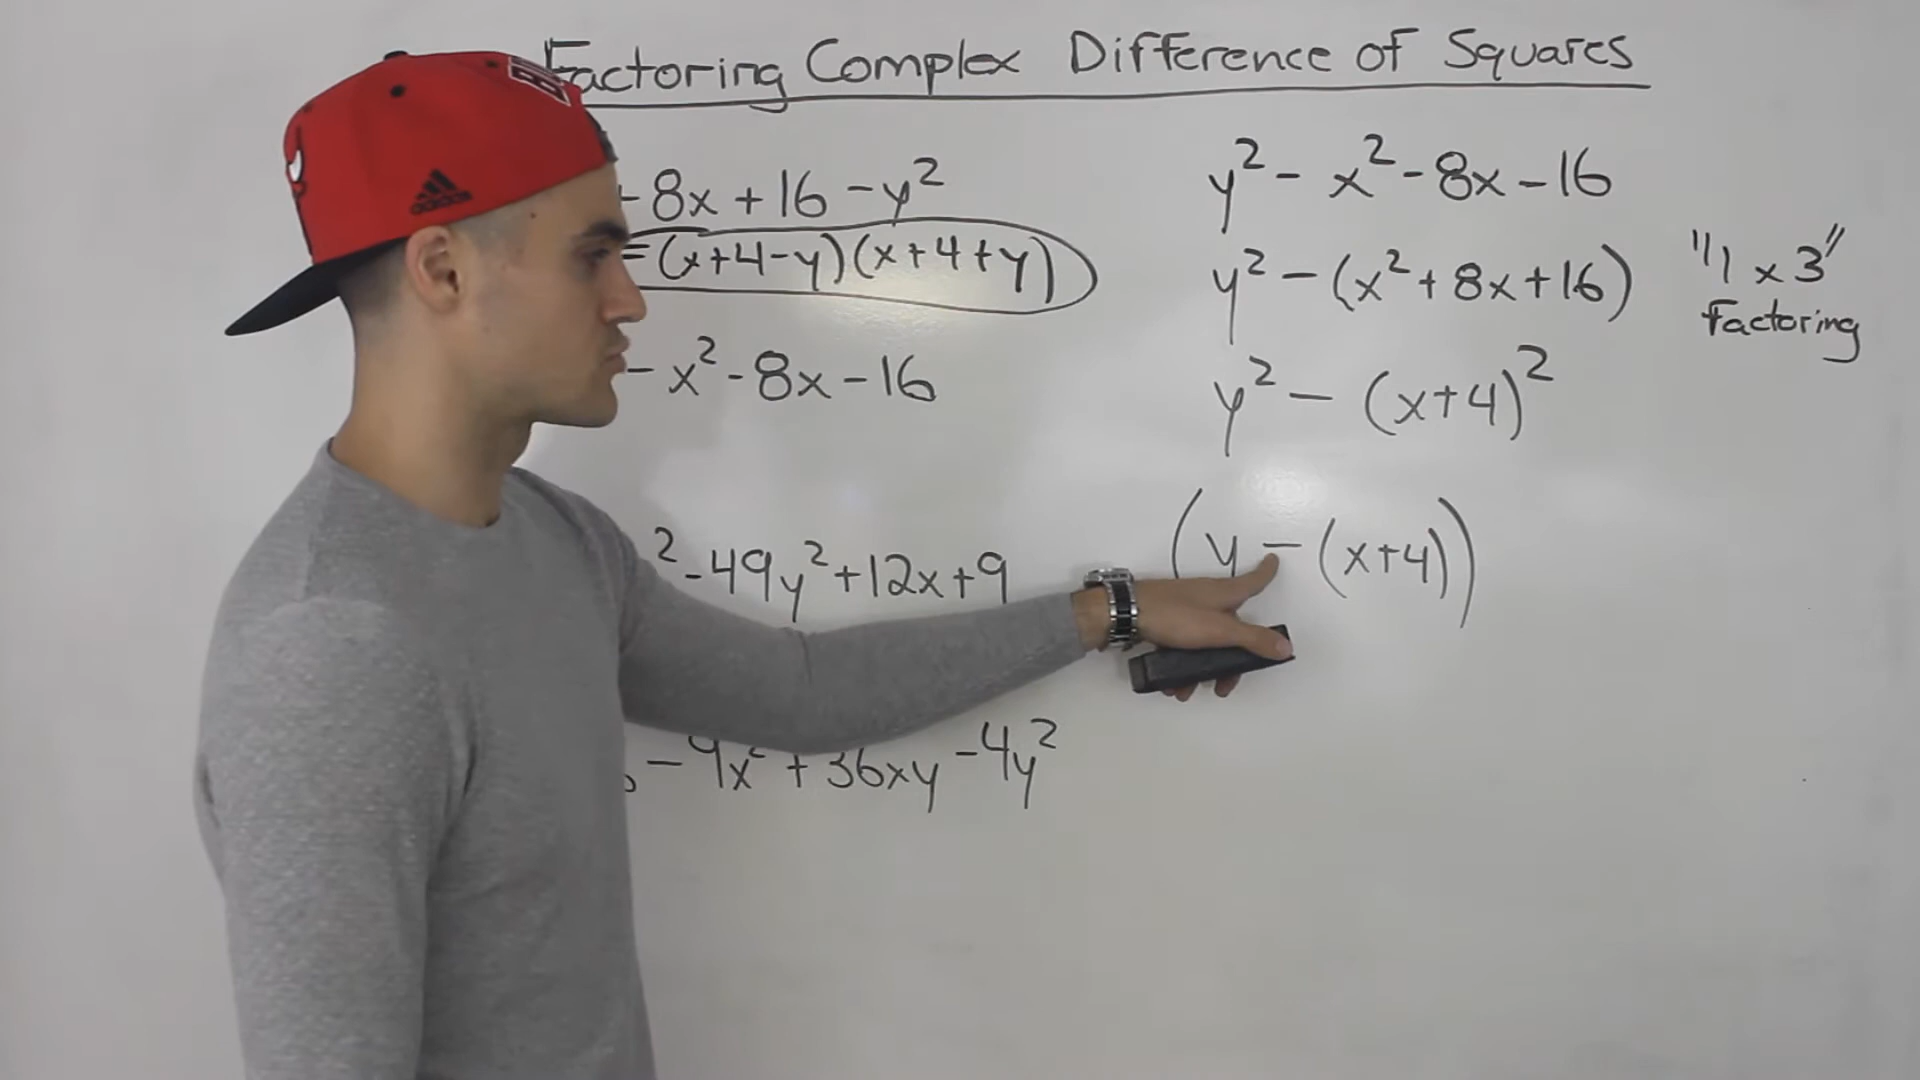 Factoring Complex Difference of Squares
- 8x + 16 - y²
= (x+4-y)(x+4+y)
- x² - 8x - 16
² - 49y² + 12x + 9
- 9x² + 36xy - 4y²
y² - x² - 8x - 16
y² - (x² + 8x + 16)
y² - (x+4)²
(y - (x+4))
"1 x 3"
Factoring
adidas